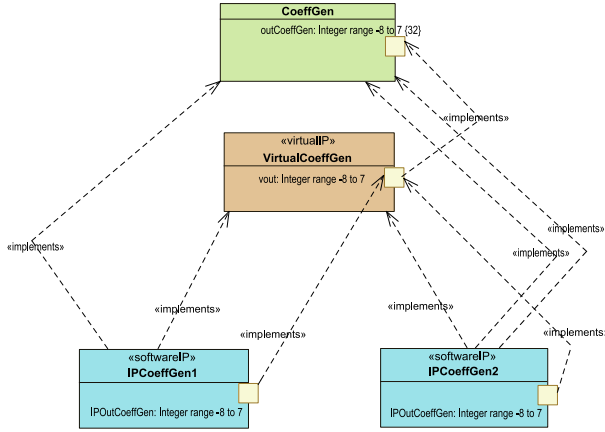 CoeffGen
outCoeffGen: Integer range -8 to 7 {32}
«implements»
«virtualIP»
VirtualCoeffGen
vout: Integer range -8 to 7
«implements»
«implements»
«implements»
«implements»
«implements»
«implements»
«implements»
«implements:
«softwareIP»
IPCoeffGen1
IPOutCoeffGen: Integer range -8 to 7
«softwareIP»
IPCoeffGen2
IPOutCoeffGen: Integer range -8 to 7